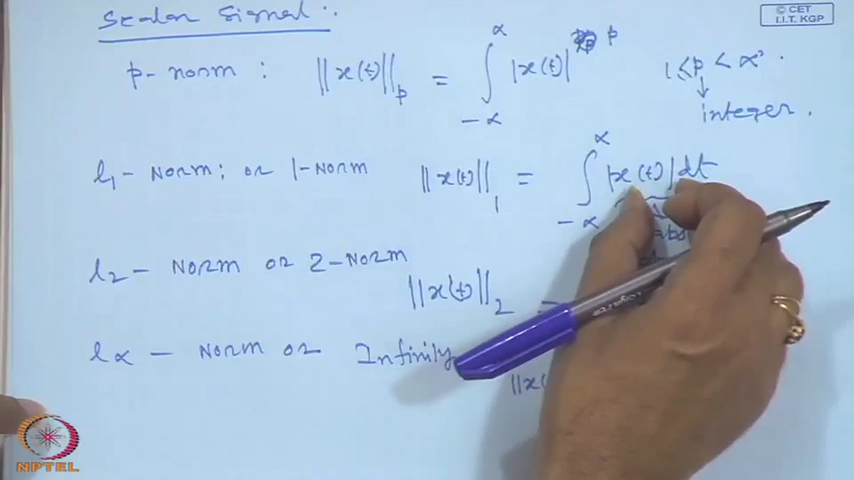 © CET
I.I.T. KGP
Scalar Signal :.
p-norm : ||x(t)||p = ∫_{-∝}^{∝} |x(t)|^p 1 ≤ p < ∝ .
integer .
l1 - Norm : or 1-Norm ||x(t)||1 = ∫_{-∝}^{∝} |x(t)| dt
abs
l2 - Norm or 2-Norm ||x(t)||2 =
l∝ - Norm or Infinity
||x(
NPTEL